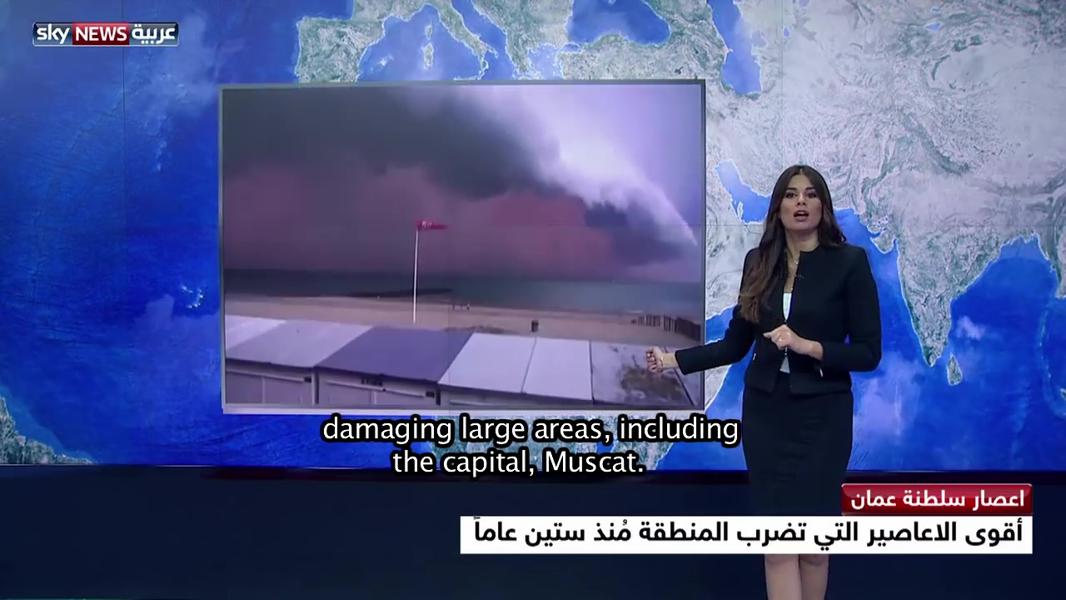 sky NEWS عربية
damaging large areas, including
the capital, Muscat.
اعصار سلطنة عمان
أقوى الاعاصير التي تضرب المنطقة مُنذ ستين عاماً